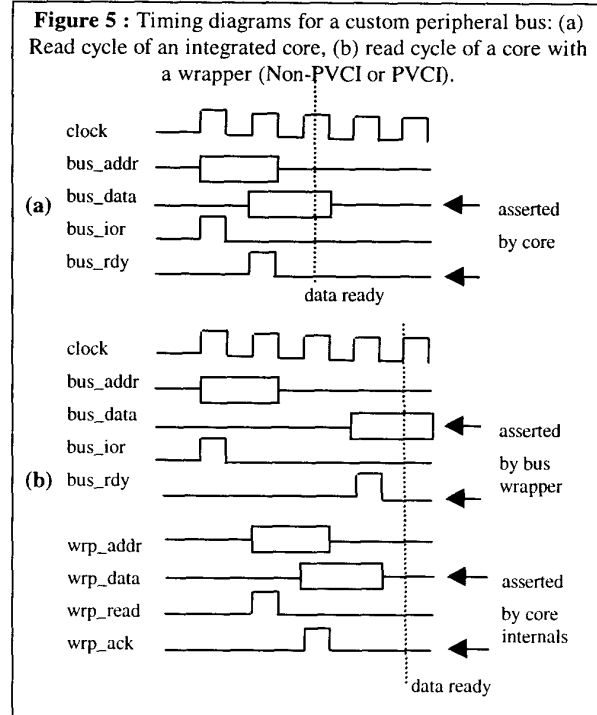 Figure 5 : Timing diagrams for a custom peripheral bus: (a)
Read cycle of an integrated core, (b) read cycle of a core with
a wrapper (Non-PVCI or PVCI).
clock
bus_addr
bus_data
(a)
asserted
bus_ior
by core
bus_rdy
data ready
clock
bus_addr
bus_data
asserted
bus_ior
by bus
(b)
bus_rdy
wrapper
wrp_addr
wrp_data
asserted
wrp_read
by core
internals
wrp_ack
data ready